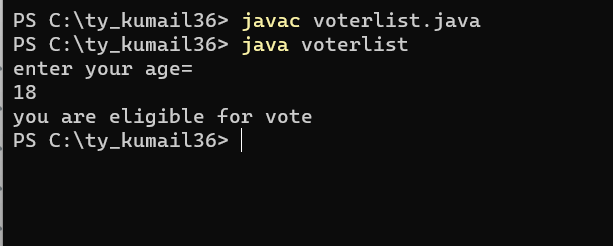 PS C:\ty_kumail36> javac voterlist.java
PS C:\ty_kumail36> java voterlist
enter your age=
18
you are eligible for vote
PS C:\ty_kumail36>